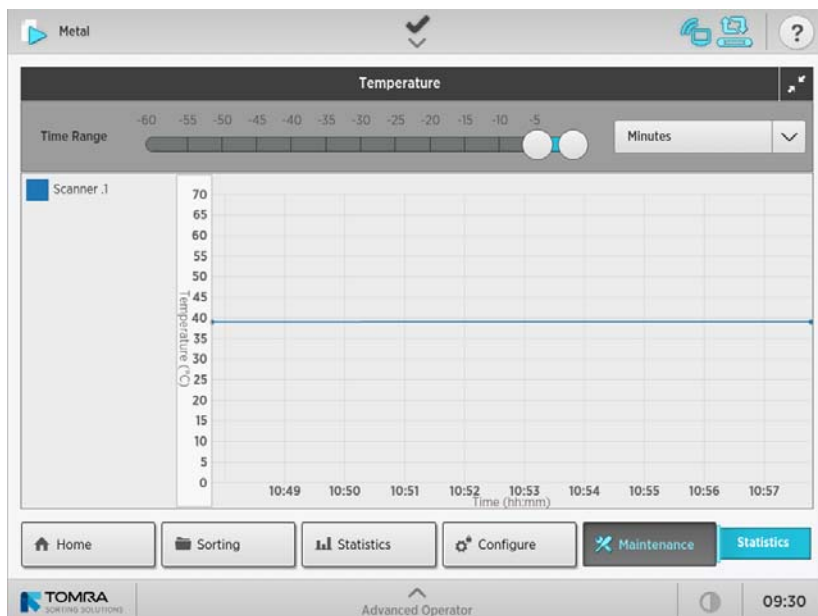 Metal
?
Temperature
-60 -55 -50 -45 -40 -35 -30 -25 -20 -15 -10 -5
Time Range
Minutes
Scanner .1
70
65
60
55
50
45
40
35
30
25
20
15
10
5
0
Temperature (°C)
10:49 10:50 10:51 10:52 10:53 10:54 10:55 10:56 10:57
Time (hh:mm)
Home Sorting Statistics Configure Maintenance Statistics
TOMRA
SORTING SOLUTIONS
Advanced Operator
09:30